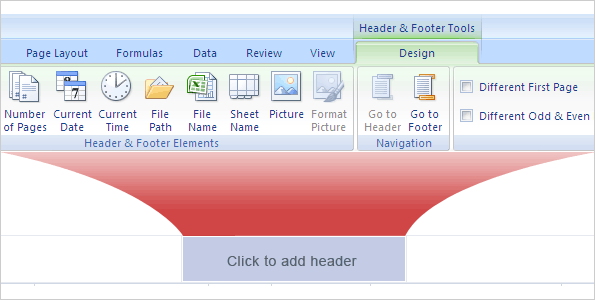 Header & Footer Tools
Page Layout Formulas Data Review View Design
Number of Pages
Current Date
Current Time
File Path
File Name
Sheet Name
Picture
Format Picture
Go to Header
Go to Footer
Different First Page
Different Odd & Even
Header & Footer Elements
Navigation
Click to add header